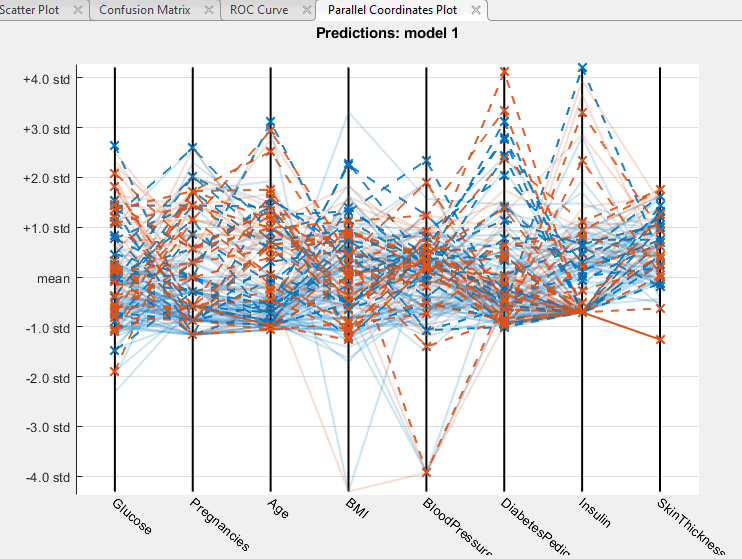 Scatter Plot
Confusion Matrix
ROC Curve
Parallel Coordinates Plot
Predictions: model 1
+4.0 std
+3.0 std
+2.0 std
+1.0 std
mean
-1.0 std
-2.0 std
-3.0 std
-4.0 std
Glucose
Pregnancies
Age
BMI
BloodPressure
DiabetesPedig
Insulin
SkinThickness